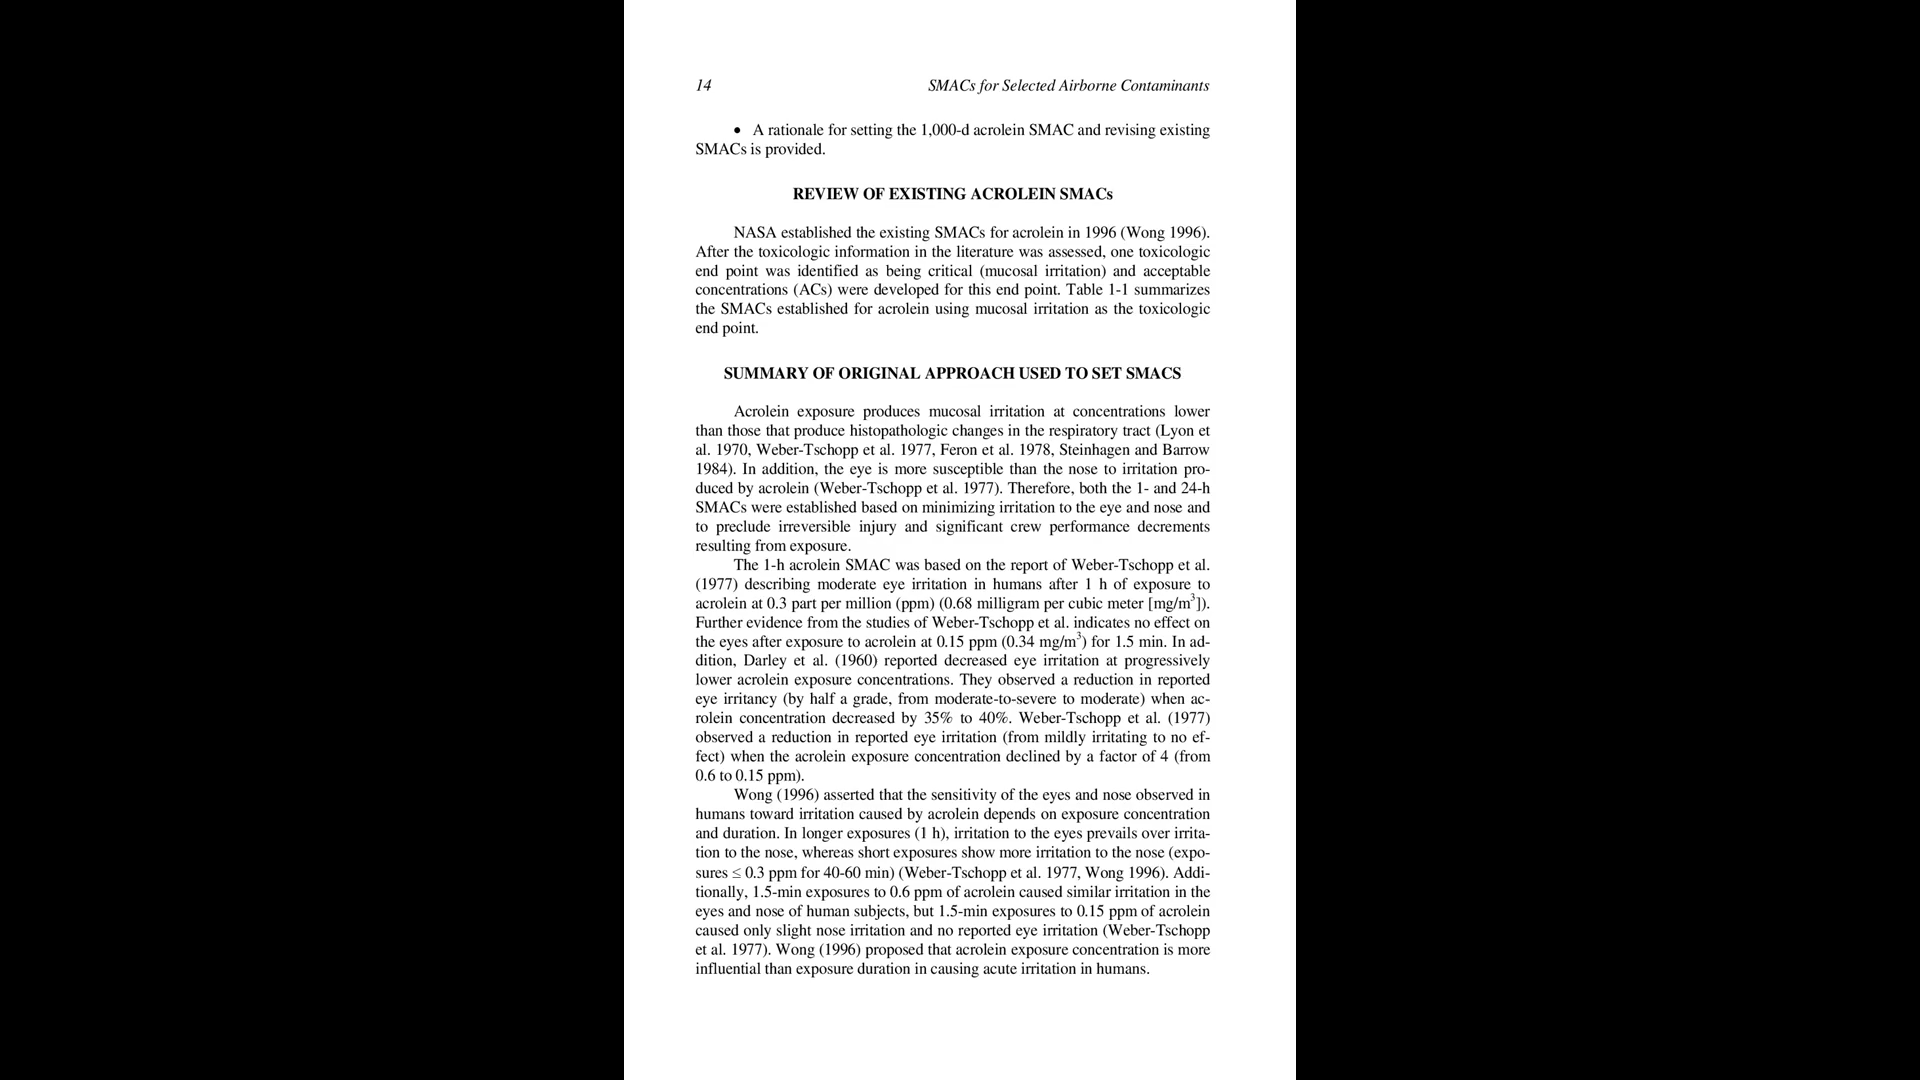 14 SMACs for Selected Airborne Contaminants
• A rationale for setting the 1,000-d acrolein SMAC and revising existing
SMACs is provided.
REVIEW OF EXISTING ACROLEIN SMACs
NASA established the existing SMACs for acrolein in 1996 (Wong 1996).
After the toxicologic information in the literature was assessed, one toxicologic
end point was identified as being critical (mucosal irritation) and acceptable
concentrations (ACs) were developed for this end point. Table 1-1 summarizes
the SMACs established for acrolein using mucosal irritation as the toxicologic
end point.
SUMMARY OF ORIGINAL APPROACH USED TO SET SMACS
Acrolein exposure produces mucosal irritation at concentrations lower
than those that produce histopathologic changes in the respiratory tract (Lyon et
al. 1970, Weber-Tschopp et al. 1977, Feron et al. 1978, Steinhagen and Barrow
1984). In addition, the eye is more susceptible than the nose to irritation pro-
duced by acrolein (Weber-Tschopp et al. 1977). Therefore, both the 1- and 24-h
SMACs were established based on minimizing irritation to the eye and nose and
to preclude irreversible injury and significant crew performance decrements
resulting from exposure.
The 1-h acrolein SMAC was based on the report of Weber-Tschopp et al.
(1977) describing moderate eye irritation in humans after 1 h of exposure to
acrolein at 0.3 part per million (ppm) (0.68 milligram per cubic meter [mg/m³]).
Further evidence from the studies of Weber-Tschopp et al. indicates no effect on
the eyes after exposure to acrolein at 0.15 ppm (0.34 mg/m³) for 1.5 min. In ad-
dition, Darley et al. (1960) reported decreased eye irritation at progressively
lower acrolein exposure concentrations. They observed a reduction in reported
eye irritancy (by half a grade, from moderate-to-severe to moderate) when ac-
rolein concentration decreased by 35% to 40%. Weber-Tschopp et al. (1977)
observed a reduction in reported eye irritation (from mildly irritating to no ef-
fect) when the acrolein exposure concentration declined by a factor of 4 (from
0.6 to 0.15 ppm).
Wong (1996) asserted that the sensitivity of the eyes and nose observed in
humans toward irritation caused by acrolein depends on exposure concentration
and duration. In longer exposures (1 h), irritation to the eyes prevails over irrita-
tion to the nose, whereas short exposures show more irritation to the nose (expo-
sures ≤ 0.3 ppm for 40-60 min) (Weber-Tschopp et al. 1977, Wong 1996). Addi-
tionally, 1.5-min exposures to 0.6 ppm of acrolein caused similar irritation in the
eyes and nose of human subjects, but 1.5-min exposures to 0.15 ppm of acrolein
caused only slight nose irritation and no reported eye irritation (Weber-Tschopp
et al. 1977). Wong (1996) proposed that acrolein exposure concentration is more
influential than exposure duration in causing acute irritation in humans.